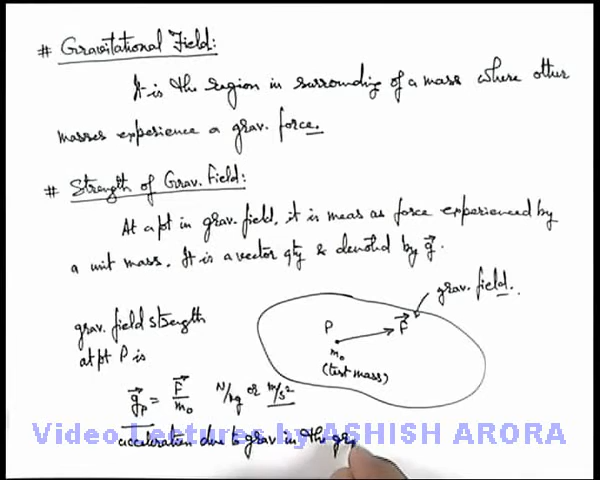 # Gravitational Field:
It is the region in surrounding of a mass where other
masses experience a grav. force.
# Strength of Grav. Field:
At a pt in grav. field, it is meas as force experienced by
a unit mass. It is a vector qty & denoted by g⃗.
grav. field.
grav. field strength
at pt P is
P
F⃗
m₀
(test mass)
g⃗ₚ = F⃗/m₀ N/kg or m/s²
acceleration due to grav in the gr
Video Lectures by ASHISH ARORA